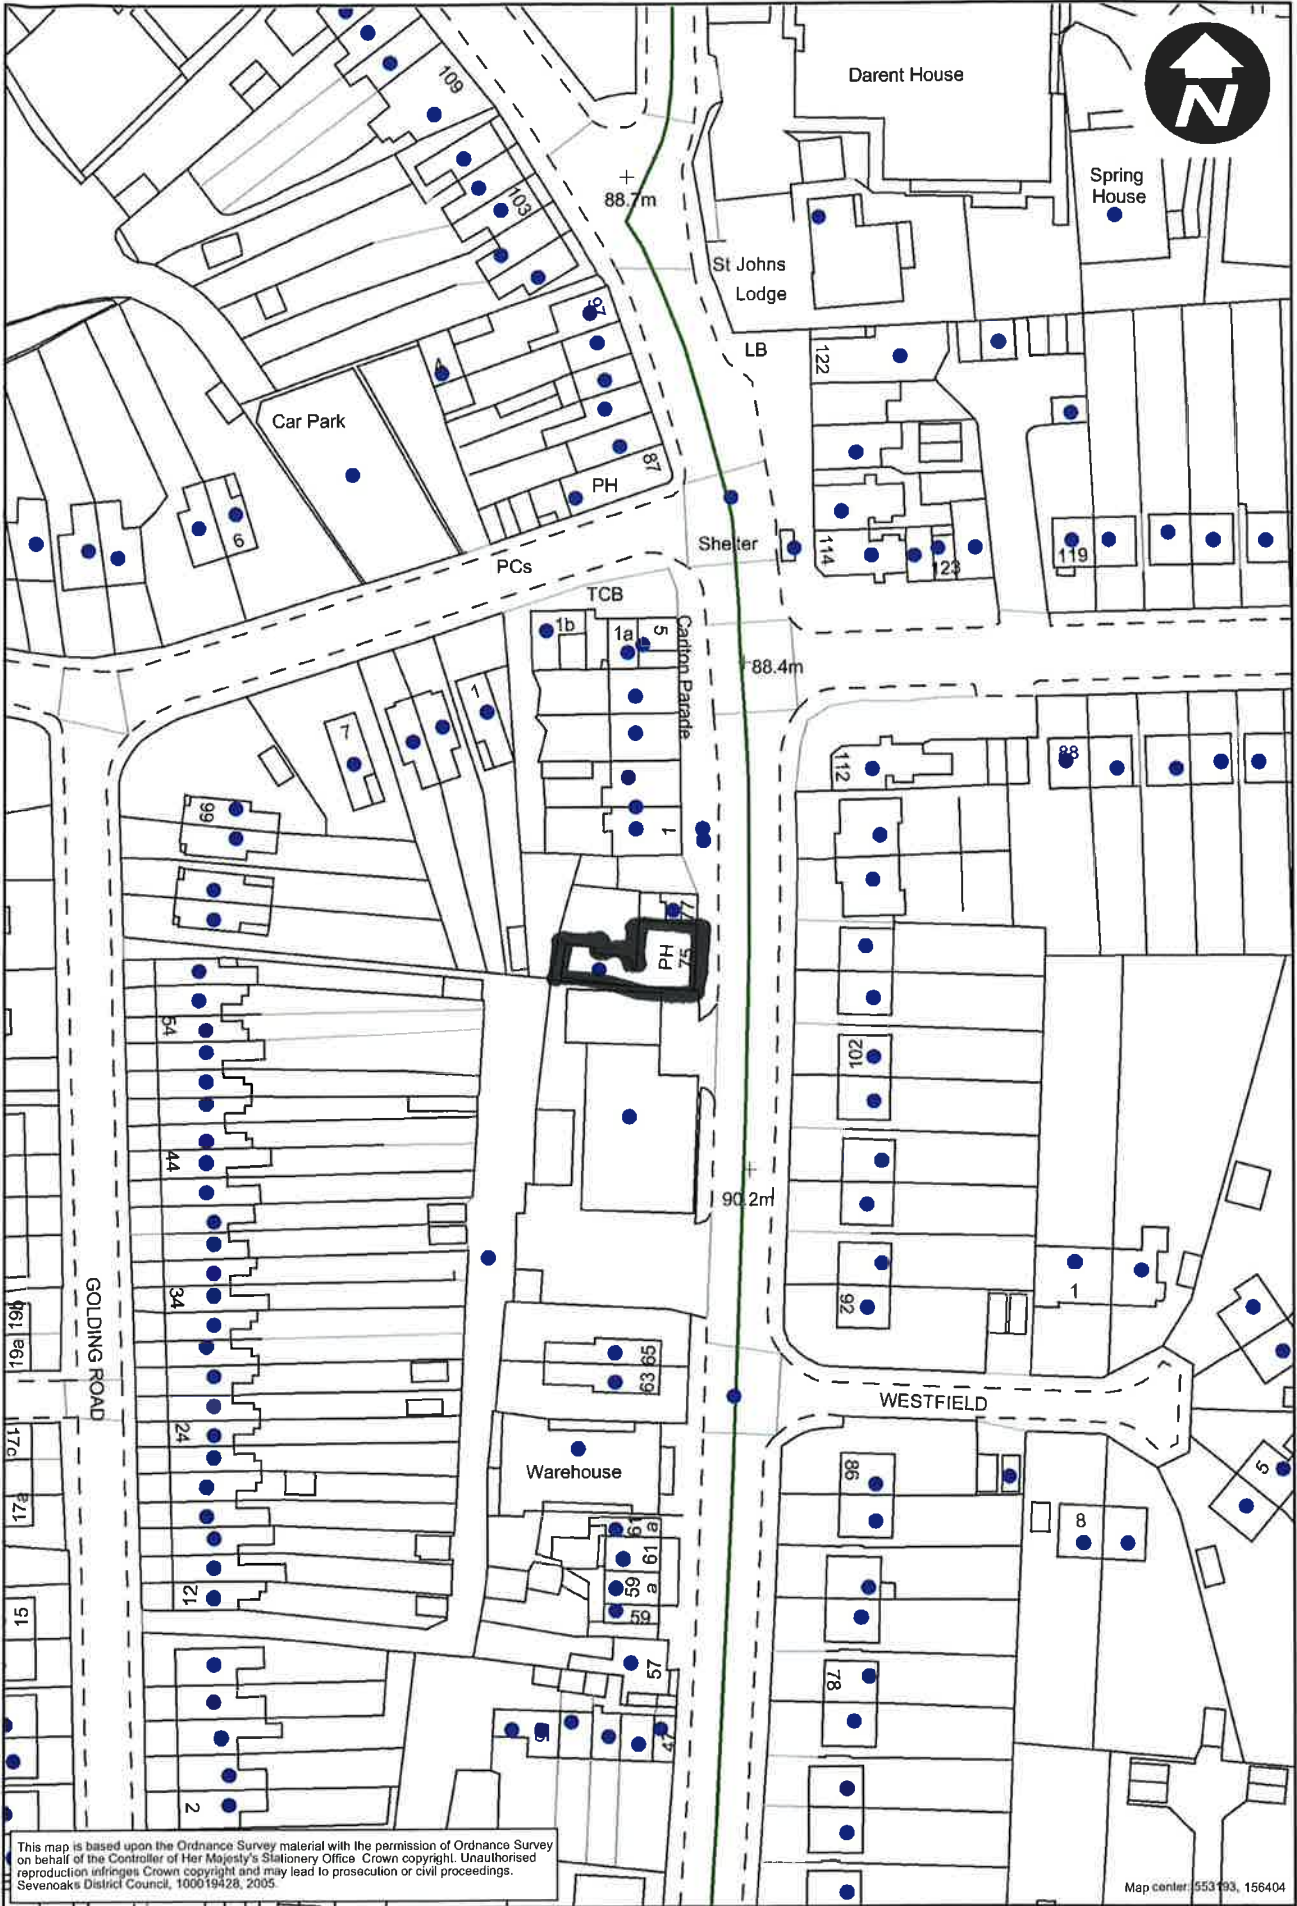 Darent House
N
109
Spring
House
103
88.7m
St Johns
Lodge
97
LB
122
4
Car Park
87
PH
6
Shelter
114
123
119
PCs
TCB
1b
1a
5
Carlton Parade
88.4m
1
7
112
88
66
1
77
PH
75
54
102
44
90.2m
34
92
1
GOLDING ROAD
19b
19a
65
63
WESTFIELD
24
17c
17a
Warehouse
86
5
8
61
a
61
59
a
59
12
15
57
78
47
2
This map is based upon the Ordnance Survey material with the permission of Ordnance Survey
on behalf of the Controller of Her Majesty's Stationery Office Crown copyright. Unauthorised
reproduction infringes Crown copyright and may lead to prosecution or civil proceedings.
Sevenoaks District Council, 100019428, 2005.
Map center: 553193, 156404